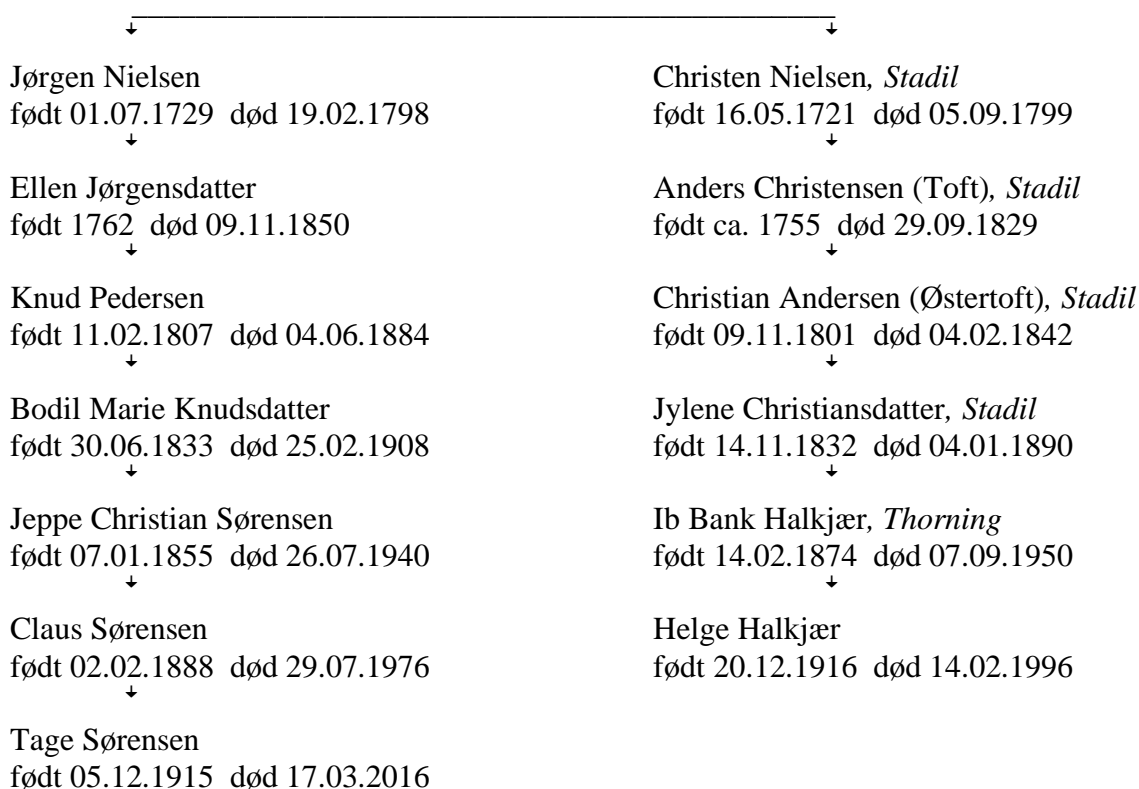 Jørgen Nielsen
født 01.07.1729 død 19.02.1798
Ellen Jørgensdatter
født 1762 død 09.11.1850
Knud Pedersen
født 11.02.1807 død 04.06.1884
Bodil Marie Knudsdatter
født 30.06.1833 død 25.02.1908
Jeppe Christian Sørensen
født 07.01.1855 død 26.07.1940
Claus Sørensen
født 02.02.1888 død 29.07.1976
Tage Sørensen
født 05.12.1915 død 17.03.2016
Christen Nielsen, Stadil
født 16.05.1721 død 05.09.1799
Anders Christensen (Toft), Stadil
født ca. 1755 død 29.09.1829
Christian Andersen (Østertoft), Stadil
født 09.11.1801 død 04.02.1842
Jylene Christiansdatter, Stadil
født 14.11.1832 død 04.01.1890
Ib Bank Halkjær, Thorning
født 14.02.1874 død 07.09.1950
Helge Halkjær
født 20.12.1916 død 14.02.1996